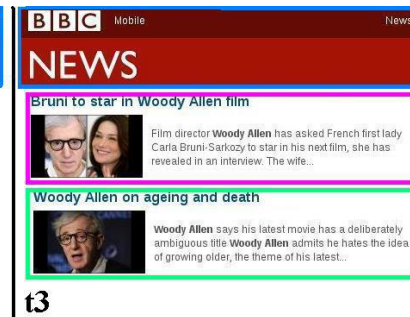 BBC Mobile News
NEWS
Bruni to star in Woody Allen film
Film director Woody Allen has asked French first lady
Carla Bruni-Sarkozy to star in his next film, she has
revealed in an interview. The wife...
Woody Allen on ageing and death
Woody Allen says his latest movie has a deliberately
ambiguous title Woody Allen admits he hates the idea
of growing older, the theme of his latest...
t3